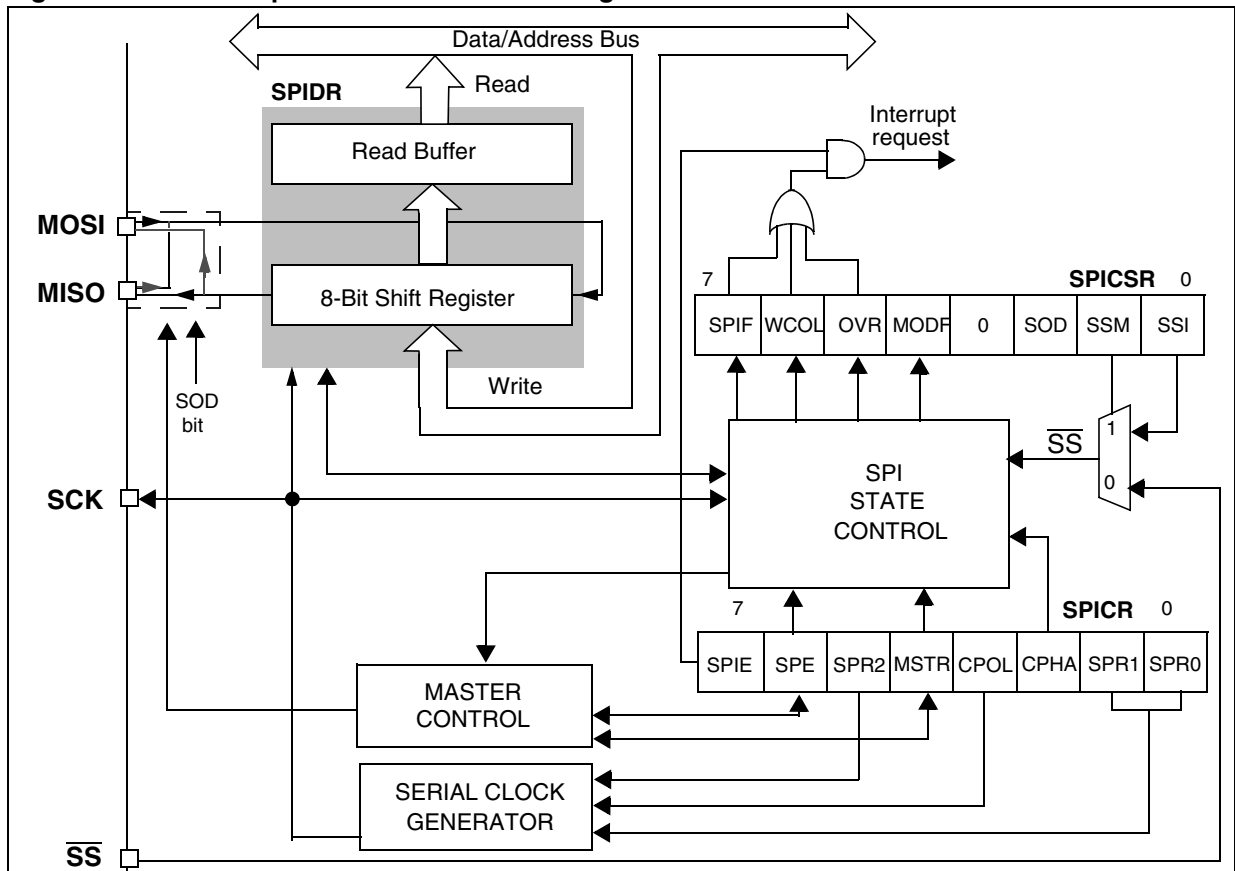 Data/Address Bus
SPIDR
Read
Read Buffer
Interrupt
request
MOSI
MISO
8-Bit Shift Register
Write
SOD
bit
7
SPICSR
0
SPIF
WCOL
OVR
MODF
0
SOD
SSM
SSI
1
0
SS
SPI
STATE
CONTROL
SCK
7
SPICR
0
SPIE
SPE
SPR2
MSTR
CPOL
CPHA
SPR1
SPR0
MASTER
CONTROL
SERIAL CLOCK
GENERATOR
SS